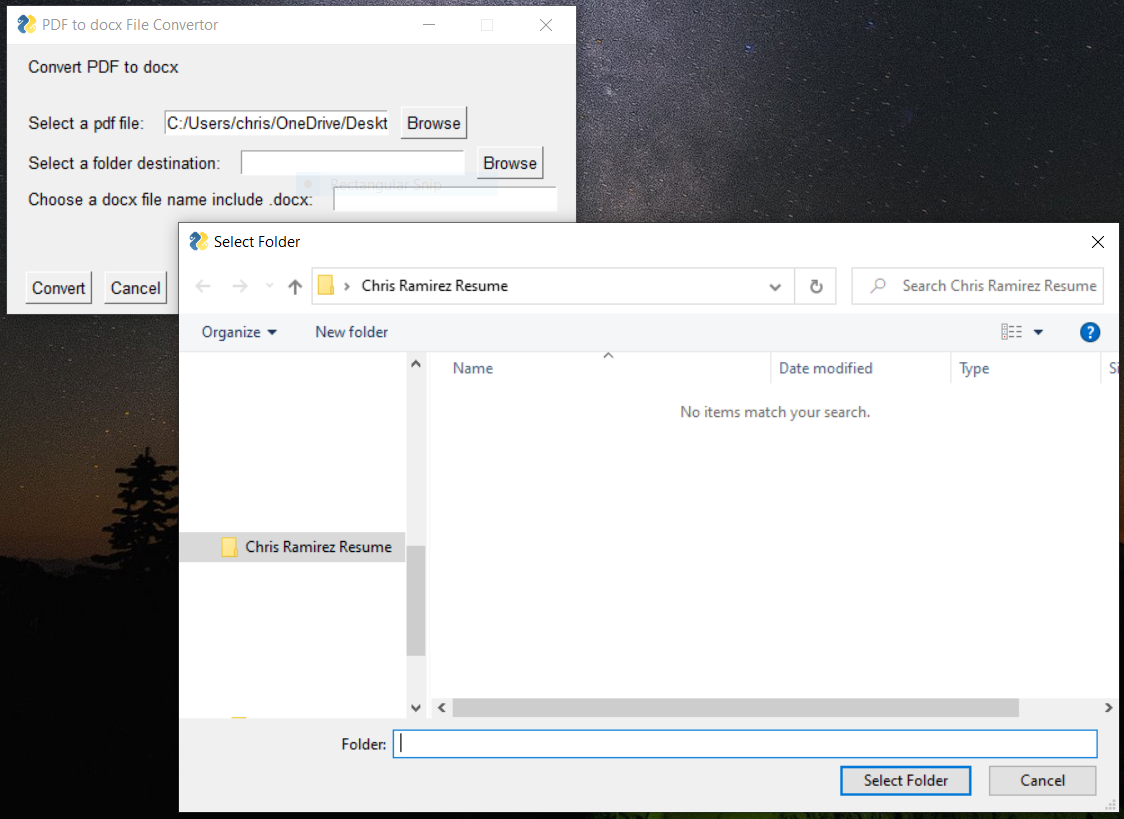 PDF to docx File Convertor
Convert PDF to docx
Select a pdf file: C:/Users/chris/OneDrive/Deskt Browse
Select a folder destination: Browse
Rectangular Snip
Choose a docx file name include .docx:
Convert Cancel
Select Folder
Chris Ramirez Resume
Search Chris Ramirez Resume
Organize New folder
Name Date modified Type Si
No items match your search.
Chris Ramirez Resume
Folder:
Select Folder Cancel